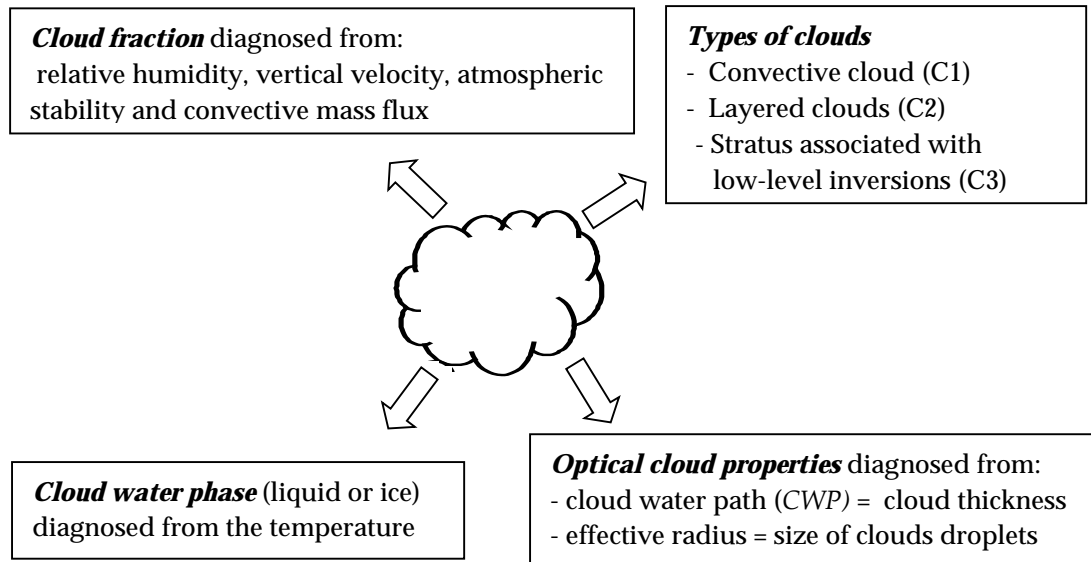 Cloud fraction diagnosed from:
relative humidity, vertical velocity, atmospheric
stability and convective mass flux
Types of clouds
- Convective cloud (C1)
- Layered clouds (C2)
- Stratus associated with
low-level inversions (C3)
Cloud water phase (liquid or ice)
diagnosed from the temperature
Optical cloud properties diagnosed from:
- cloud water path (CWP) = cloud thickness
- effective radius = size of clouds droplets